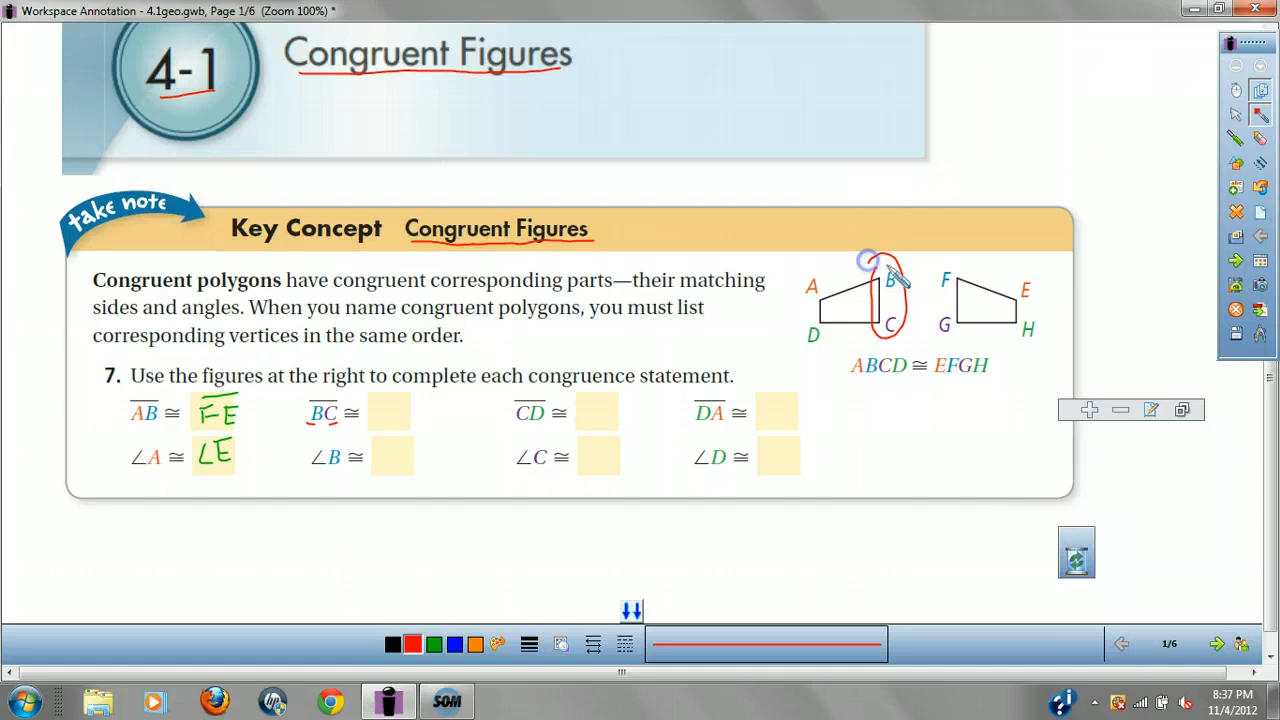 Workspace Annotation - 4.1geo.gwb, Page 1/6 (Zoom 100%) *
4-1
Congruent Figures
take note
Key Concept Congruent Figures
Congruent polygons have congruent corresponding parts—their matching
sides and angles. When you name congruent polygons, you must list
corresponding vertices in the same order.
A B D C
F E G H
ABCD ≅ EFGH
7. Use the figures at the right to complete each congruence statement.
AB ≅ FE BC ≅ CD ≅ DA ≅
∠A ≅ ∠E ∠B ≅ ∠C ≅ ∠D ≅
1/6
SOM
8:37 PM
11/4/2012